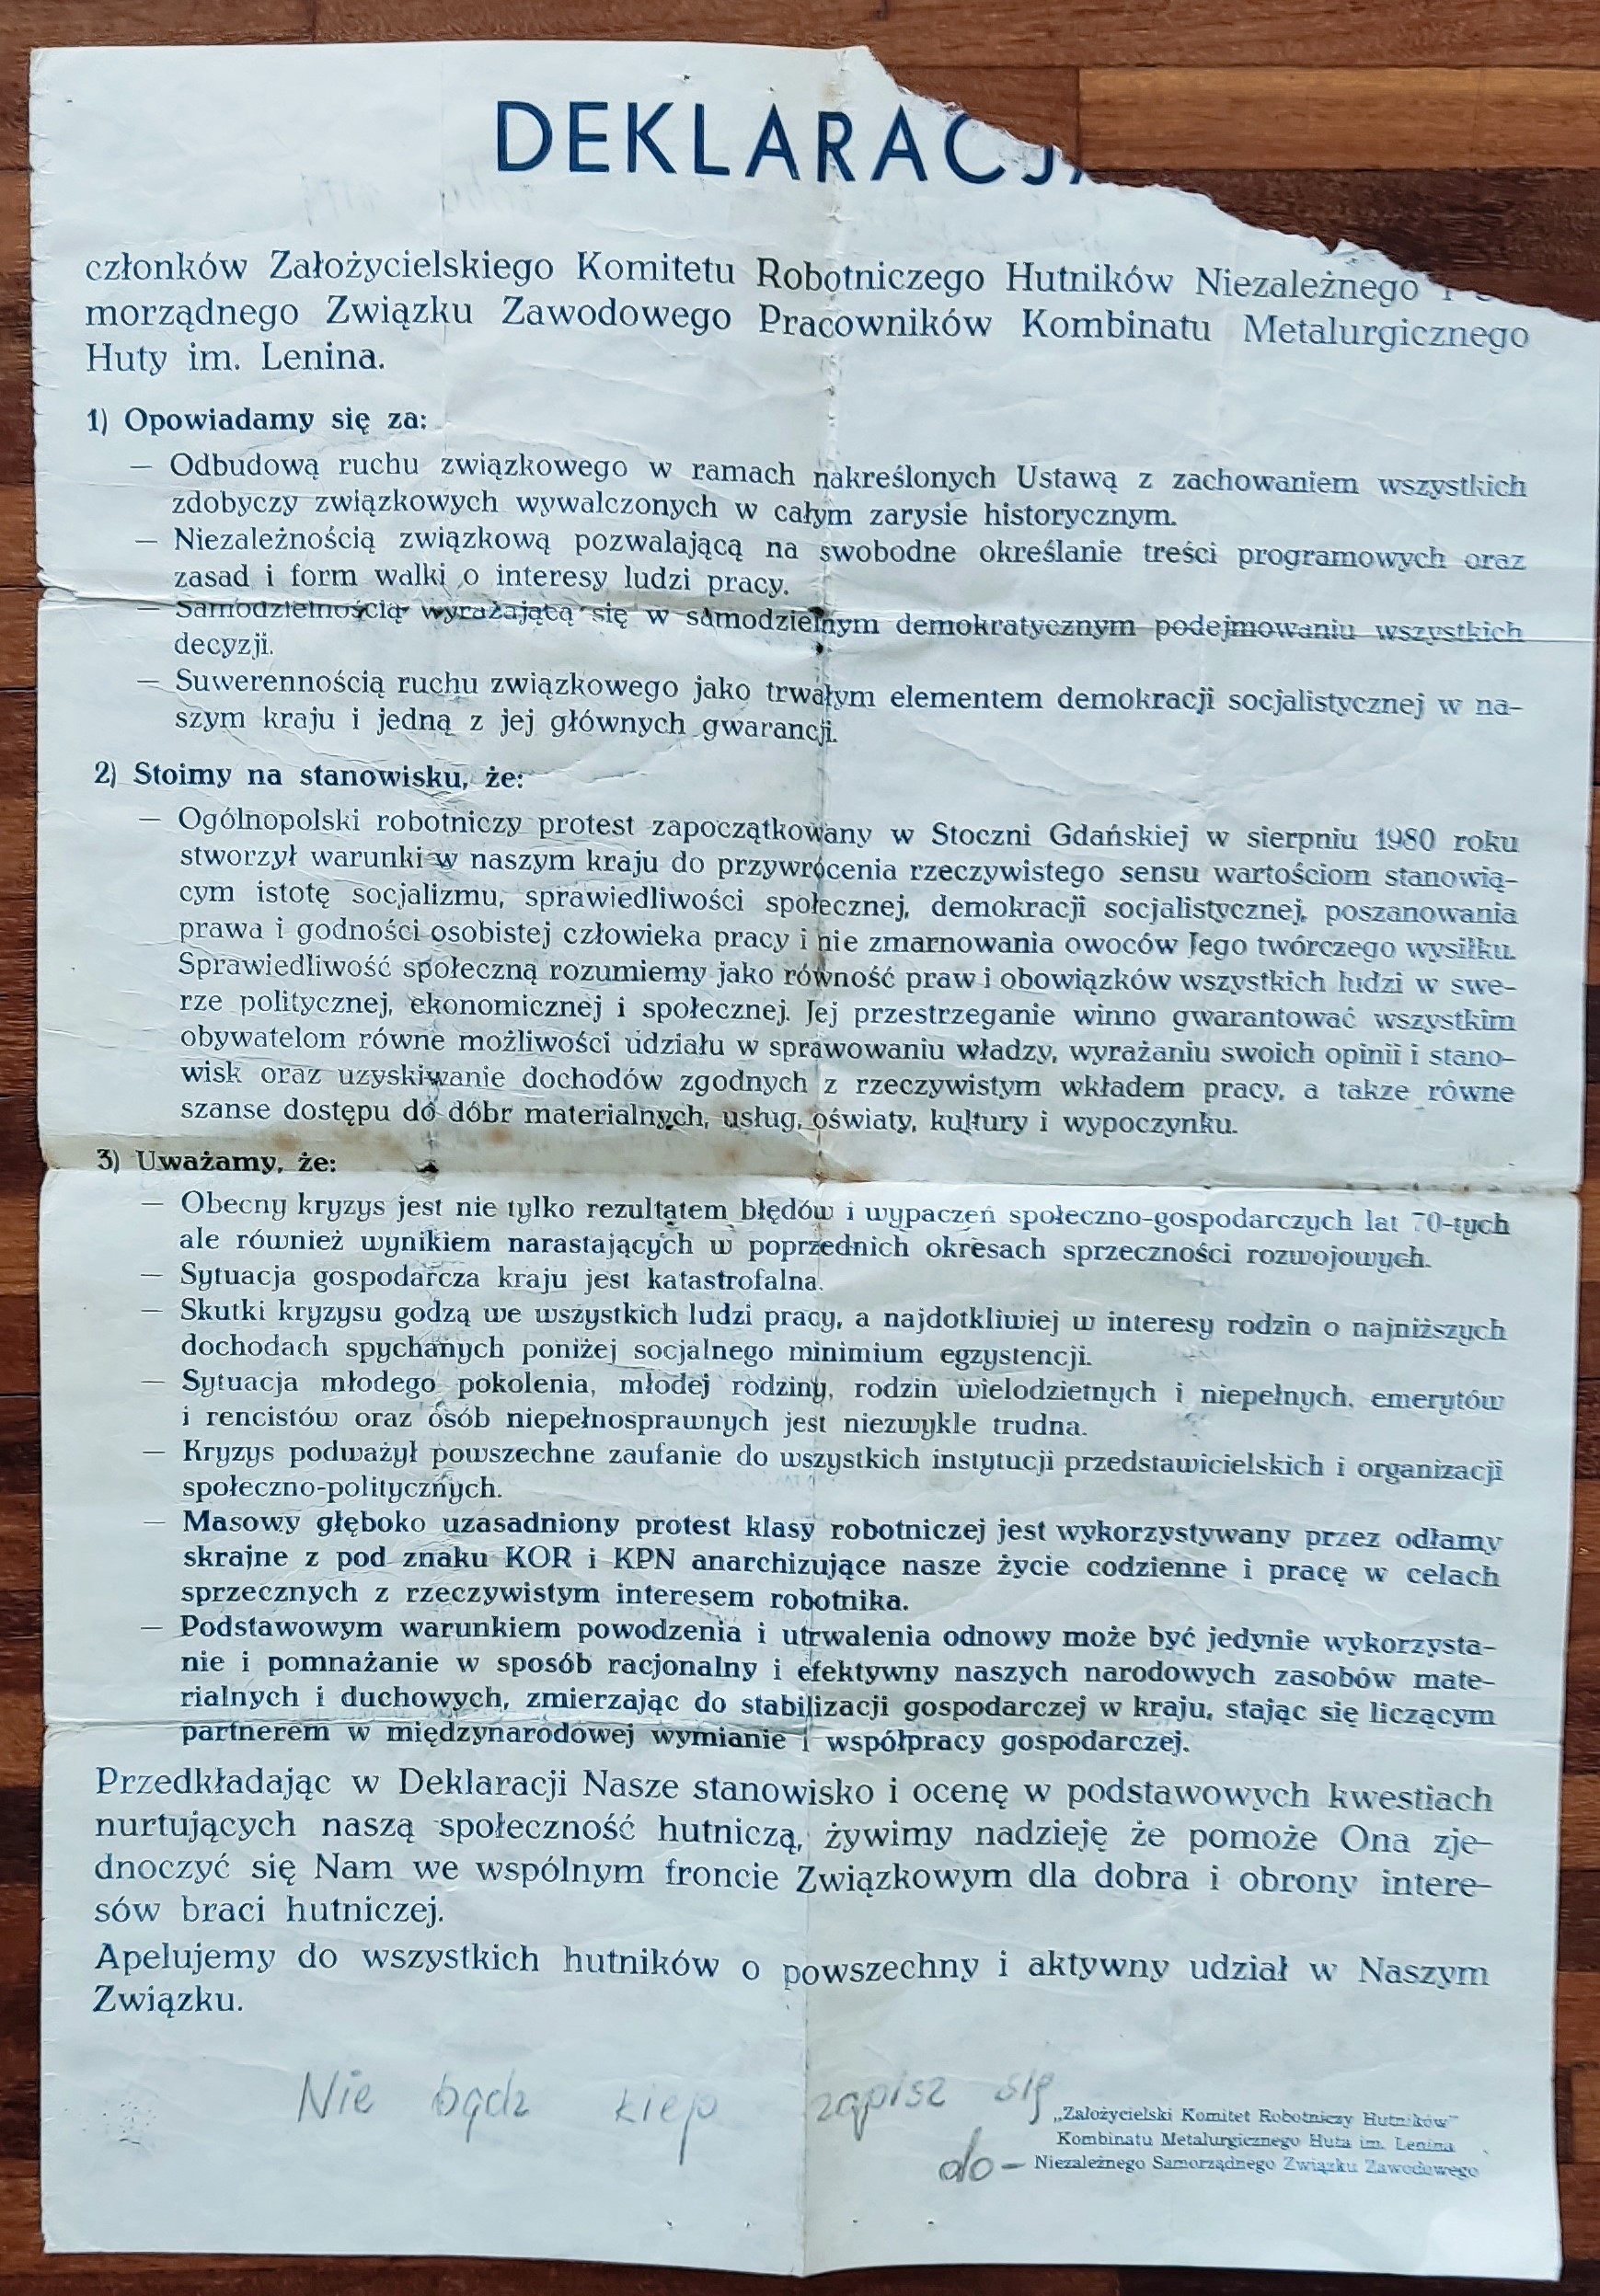 DEKLARACJA
członków Założycielskiego Komitetu Robotniczego Hutników Niezależnego
morządnego Związku Zawodowego Pracowników Kombinatu Metalurgicznego
Huty im. Lenina.
1) Opowiadamy się za:
— Odbudową ruchu związkowego w ramach nakreślonych Ustawą z zachowaniem wszystkich
zdobyczy związkowych wywalczonych w całym zarysie historycznym.
— Niezależnością związkową pozwalającą na swobodne określanie treści programowych oraz
zasad i form walki o interesy ludzi pracy.
— Samodzielnością wyrażającą się w samodzielnym demokratycznym podejmowaniu wszystkich
decyzji.
— Suwerennością ruchu związkowego jako trwałym elementem demokracji socjalistycznej w na-
szym kraju i jedną z jej głównych gwarancji.
2) Stoimy na stanowisku, że:
— Ogólnopolski robotniczy protest zapoczątkowany w Stoczni Gdańskiej w sierpniu 1980 roku
stworzył warunki w naszym kraju do przywrócenia rzeczywistego sensu wartościom stanowią-
cym istotę socjalizmu, sprawiedliwości społecznej, demokracji socjalistycznej, poszanowania
prawa i godności osobistej człowieka pracy i nie zmarnowania owoców Jego twórczego wysiłku.
Sprawiedliwość społeczną rozumiemy jako równość praw i obowiązków wszystkich ludzi w swe-
rze politycznej, ekonomicznej i społecznej. Jej przestrzeganie winno gwarantować wszystkim
obywatelom równe możliwości udziału w sprawowaniu władzy, wyrażaniu swoich opinii i stano-
wisk oraz uzyskiwanie dochodów zgodnych z rzeczywistym wkładem pracy, a takze równe
szanse dostępu do dóbr materialnych, usług, oświaty, kultury i wypoczynku.
3) Uważamy, że:
— Obecny kryzys jest nie tylko rezultatem błędów i wypaczeń społeczno-gospodarczych lat 70-tych
ale również wynikiem narastających w poprzednich okresach sprzeczności rozwojowych.
— Sytuacja gospodarcza kraju jest katastrofalna.
— Skutki kryzysu godzą we wszystkich ludzi pracy, a najdotkliwiej w interesy rodzin o najniższych
dochodach spychanych poniżej socjalnego minimium egzystencji.
— Sytuacja młodego pokolenia, młodej rodziny, rodzin wielodzietnych i niepełnych, emerytów
i rencistów oraz osób niepełnosprawnych jest niezwykle trudna.
— Kryzys podważył powszechne zaufanie do wszystkich instytucji przedstawicielskich i organizacji
społeczno-politycznych.
— Masowy głęboko uzasadniony protest klasy robotniczej jest wykorzystywany przez odłamy
skrajne z pod znaku KOR i KPN anarchizujące nasze życie codzienne i pracę w celach
sprzecznych z rzeczywistym interesem robotnika.
— Podstawowym warunkiem powodzenia i utrwalenia odnowy może być jedynie wykorzysta-
nie i pomnażanie w sposób racjonalny i efektywny naszych narodowych zasobów mate-
rialnych i duchowych, zmierzając do stabilizacji gospodarczej w kraju, stając się liczącym
partnerem w międzynarodowej wymianie i współpracy gospodarczej.
Przedkładając w Deklaracji Nasze stanowisko i ocenę w podstawowych kwestiach
nurtujących naszą społeczność hutniczą, żywimy nadzieję że pomoże Ona zje-
dnoczyć się Nam we wspólnym froncie Związkowym dla dobra i obrony intere-
sów braci hutniczej.
Apelujemy do wszystkich hutników o powszechny i aktywny udział w Naszym
Związku.
Nie bądz kiep zapisz się
„Założycielski Komitet Robotniczy Hutników"
Kombinatu Metalurgicznego Huta im. Lenina
do — Niezależnego Samorządnego Związku Zawodowego